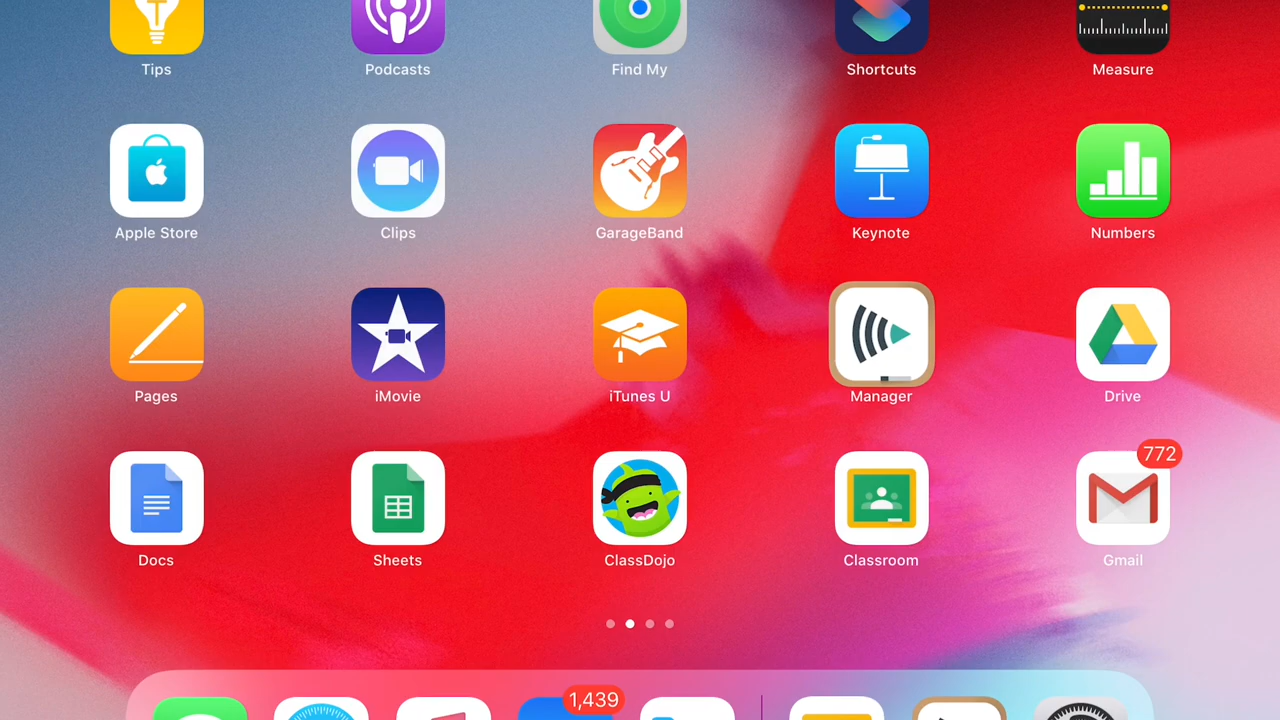 Tips
Podcasts
Find My
Shortcuts
Measure
Apple Store
Clips
GarageBand
Keynote
Numbers
Pages
iMovie
iTunes U
Manager
Drive
772
Docs
Sheets
ClassDojo
Classroom
Gmail
1,439